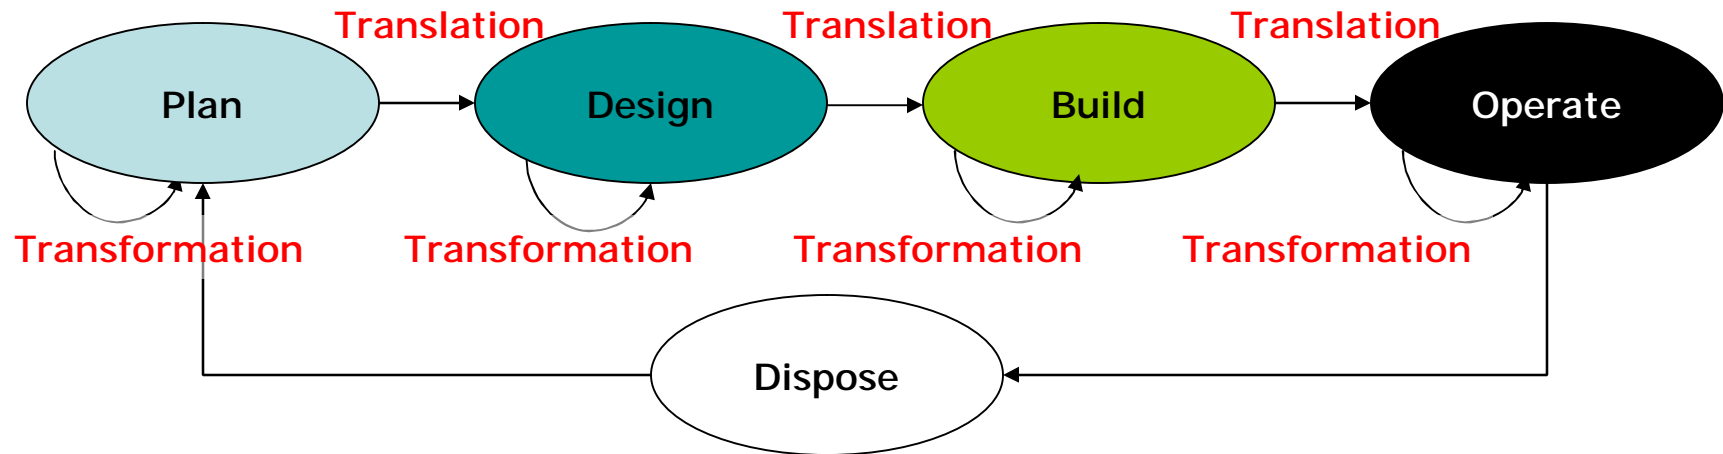 Translation Translation Translation
Plan Design Build Operate
Transformation Transformation Transformation Transformation
Dispose